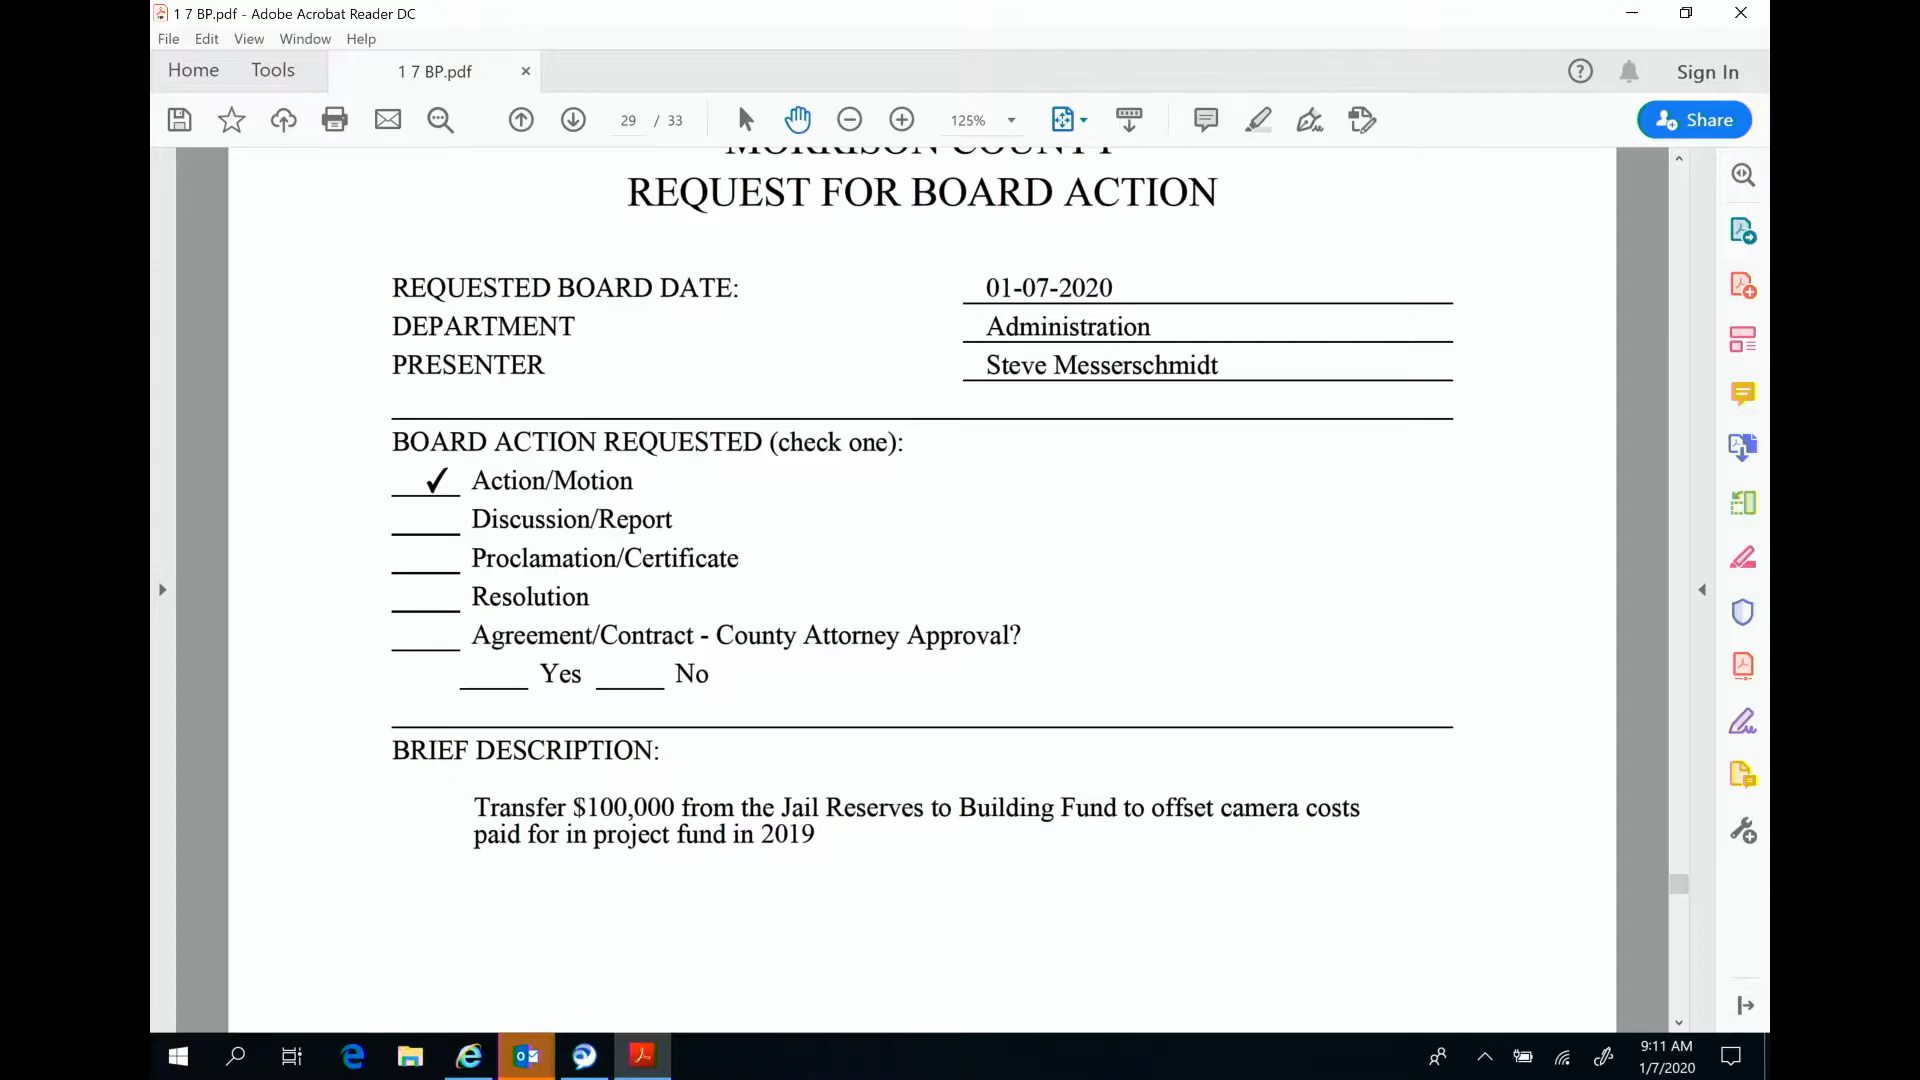 1 7 BP.pdf - Adobe Acrobat Reader DC
File Edit View Window Help
Home Tools 1 7 BP.pdf × Sign In
29 / 33 125% Share
MORRISON COUNTY
REQUEST FOR BOARD ACTION
REQUESTED BOARD DATE: 01-07-2020
DEPARTMENT Administration
PRESENTER Steve Messerschmidt
BOARD ACTION REQUESTED (check one):
✓ Action/Motion
Discussion/Report
Proclamation/Certificate
Resolution
Agreement/Contract - County Attorney Approval?
Yes No
BRIEF DESCRIPTION:
Transfer $100,000 from the Jail Reserves to Building Fund to offset camera costs
paid for in project fund in 2019
9:11 AM
1/7/2020